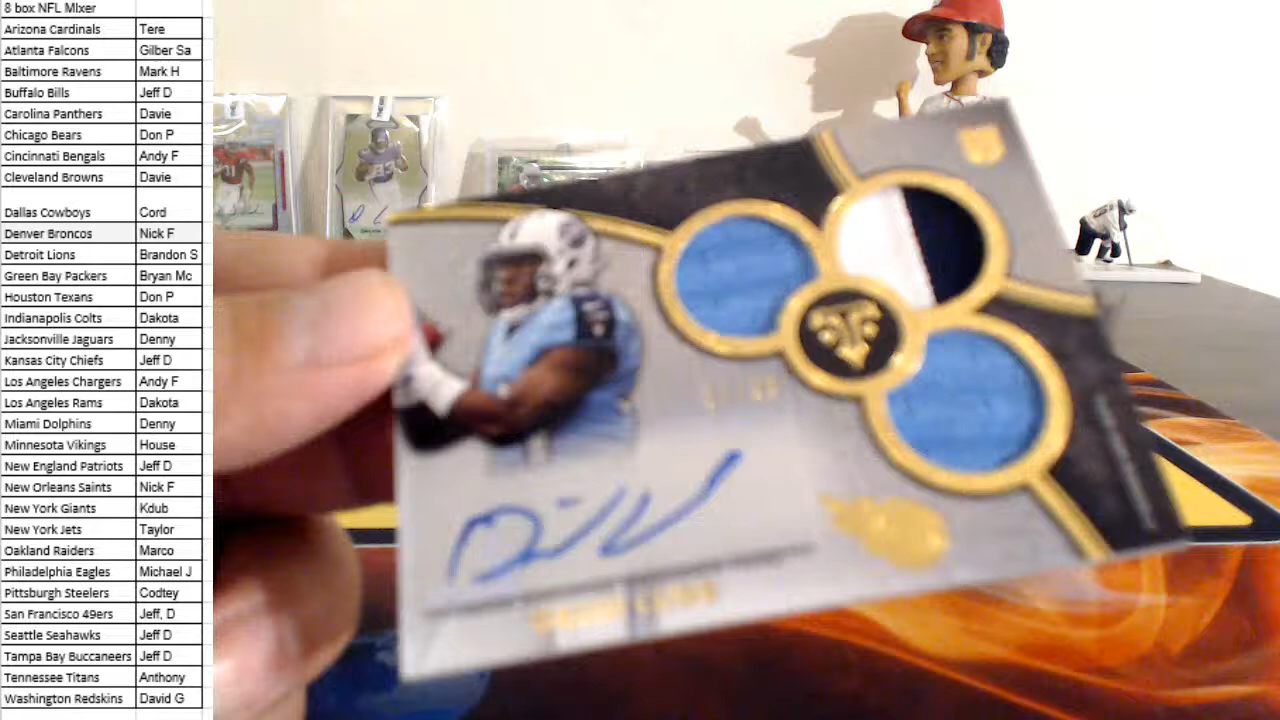 8 box NFL MIxer
Arizona Cardinals Tere
Atlanta Falcons Gilber Sa
Baltimore Ravens Mark H
Buffalo Bills Jeff D
Carolina Panthers Davie
Chicago Bears Don P
Cincinnati Bengals Andy F
Cleveland Browns Davie
Dallas Cowboys Cord
Denver Broncos Nick F
Detroit Lions Brandon S
Green Bay Packers Bryan Mc
Houston Texans Don P
Indianapolis Colts Dakota
Jacksonville Jaguars Denny
Kansas City Chiefs Jeff D
Los Angeles Chargers Andy F
Los Angeles Rams Dakota
Miami Dolphins Denny
Minnesota Vikings House
New England Patriots Jeff D
New Orleans Saints Nick F
New York Giants Kdub
New York Jets Taylor
Oakland Raiders Marco
Philadelphia Eagles Michael J
Pittsburgh Steelers Codtey
San Francisco 49ers Jeff, D
Seattle Seahawks Jeff D
Tampa Bay Buccaneers Jeff D
Tennessee Titans Anthony
Washington Redskins David G